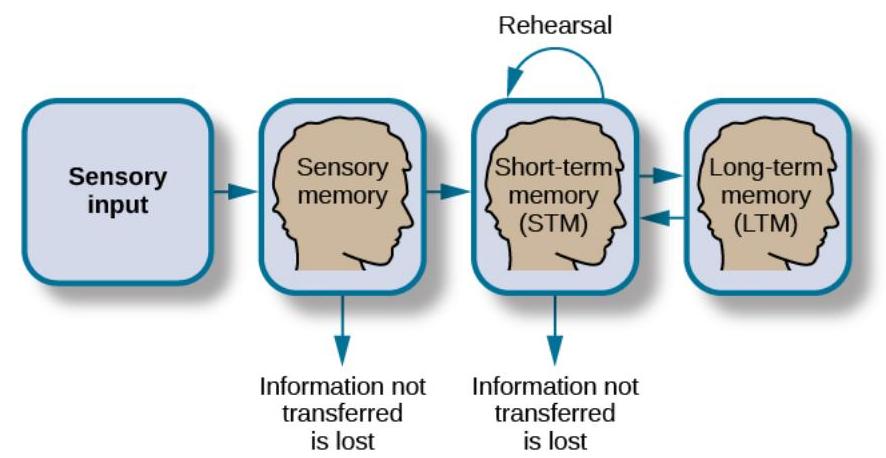 Rehearsal
Sensory
input
Sensory
memory
Short-term
memory
(STM)
Long-term
memory
(LTM)
Information not
transferred
is lost
Information not
transferred
is lost